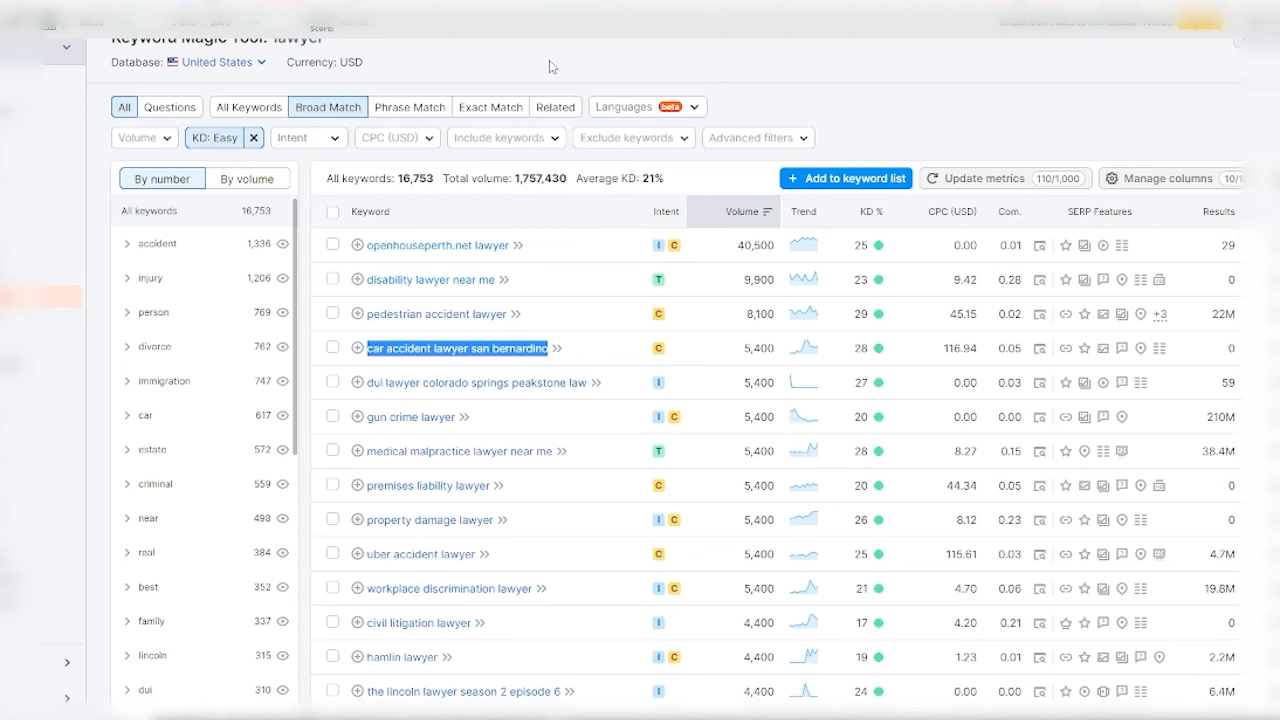 Score:
Keyword Magic Tool: lawyer
Database: United States Currency: USD
All Questions All Keywords Broad Match Phrase Match Exact Match Related Languages beta
Volume KD: Easy Intent CPC (USD) Include keywords Exclude keywords Advanced filters
By number By volume
All keywords: 16,753 Total volume: 1,757,430 Average KD: 21% + Add to keyword list Update metrics 110/1,000 Manage columns 10/10
All keywords 16,753
accident 1,336
injury 1,206
person 769
divorce 762
immigration 747
car 617
estate 572
criminal 559
near 498
real 384
best 352
family 337
lincoln 315
dui 310
Keyword Intent Volume Trend KD % CPC (USD) Com. SERP Features Results
openhouseperth.net lawyer I C 40,500 25 0.00 0.01 29
disability lawyer near me T 9,900 23 9.42 0.28 0
pedestrian accident lawyer C 8,100 29 45.15 0.02 +3 22M
car accident lawyer san bernardino C 5,400 28 116.94 0.05 0
dui lawyer colorado springs peakstone law I 5,400 27 0.00 0.03 59
gun crime lawyer I C 5,400 20 0.00 0.00 210M
medical malpractice lawyer near me T 5,400 28 8.27 0.15 38.4M
premises liability lawyer C 5,400 20 44.34 0.05 0
property damage lawyer I C 5,400 26 8.12 0.23 0
uber accident lawyer C 5,400 25 115.61 0.03 4.7M
workplace discrimination lawyer I C 5,400 21 4.70 0.06 19.8M
civil litigation lawyer I 4,400 17 4.20 0.21 0
hamlin lawyer I C 4,400 19 1.23 0.01 2.2M
the lincoln lawyer season 2 episode 6 I 4,400 24 0.00 0.00 6.4M